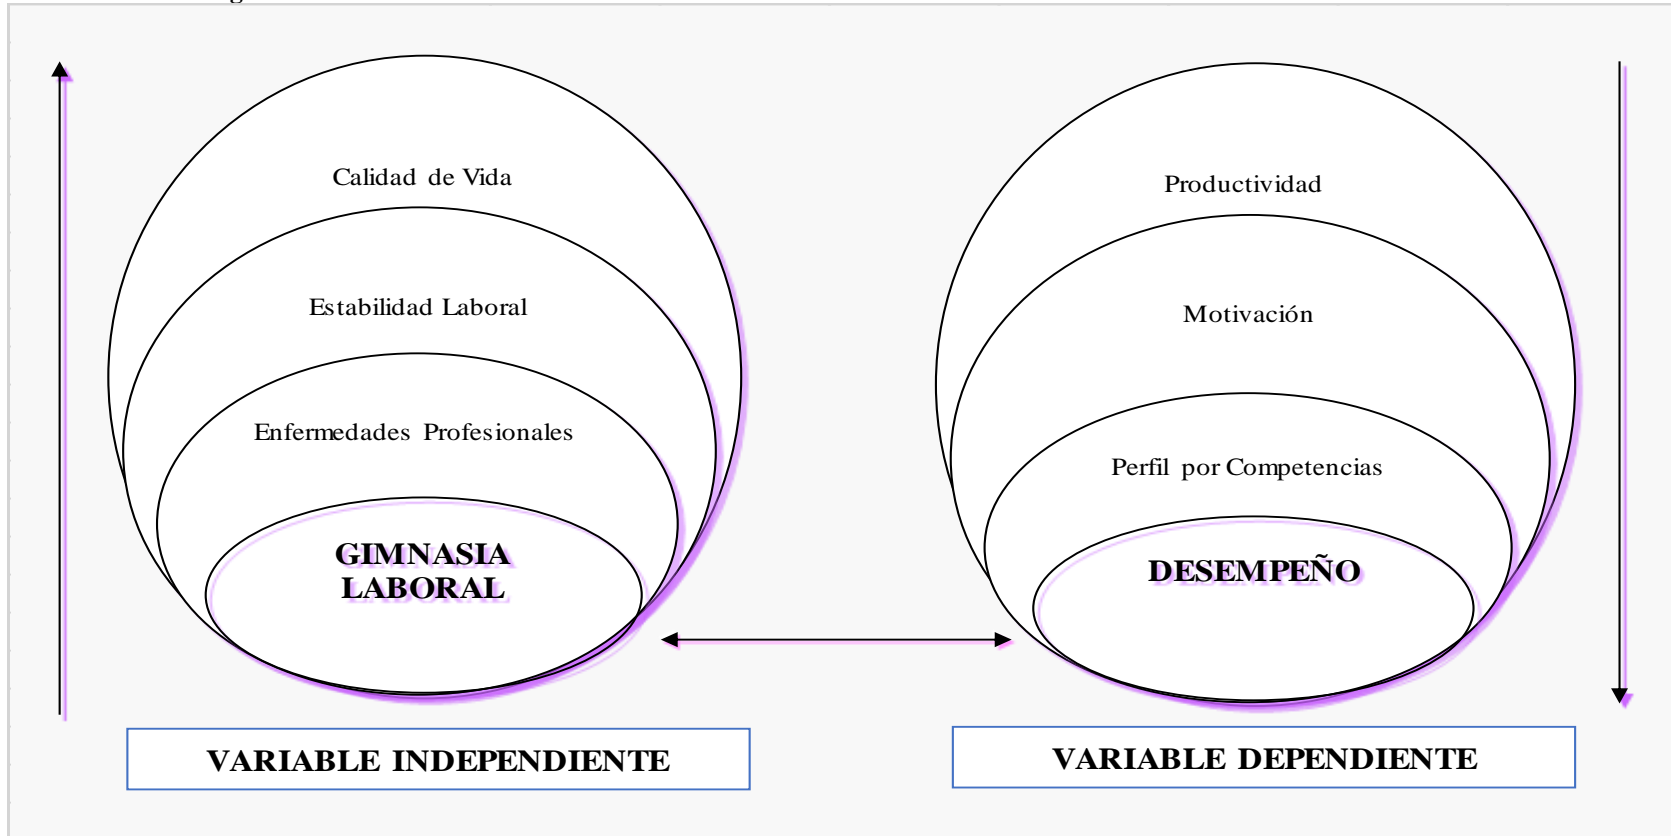 Calidad de Vida
Estabilidad Laboral
Enfermedades Profesionales
GIMNASIA
LABORAL
VARIABLE INDEPENDIENTE
Productividad
Motivación
Perfil por Competencias
DESEMPEÑO
VARIABLE DEPENDIENTE